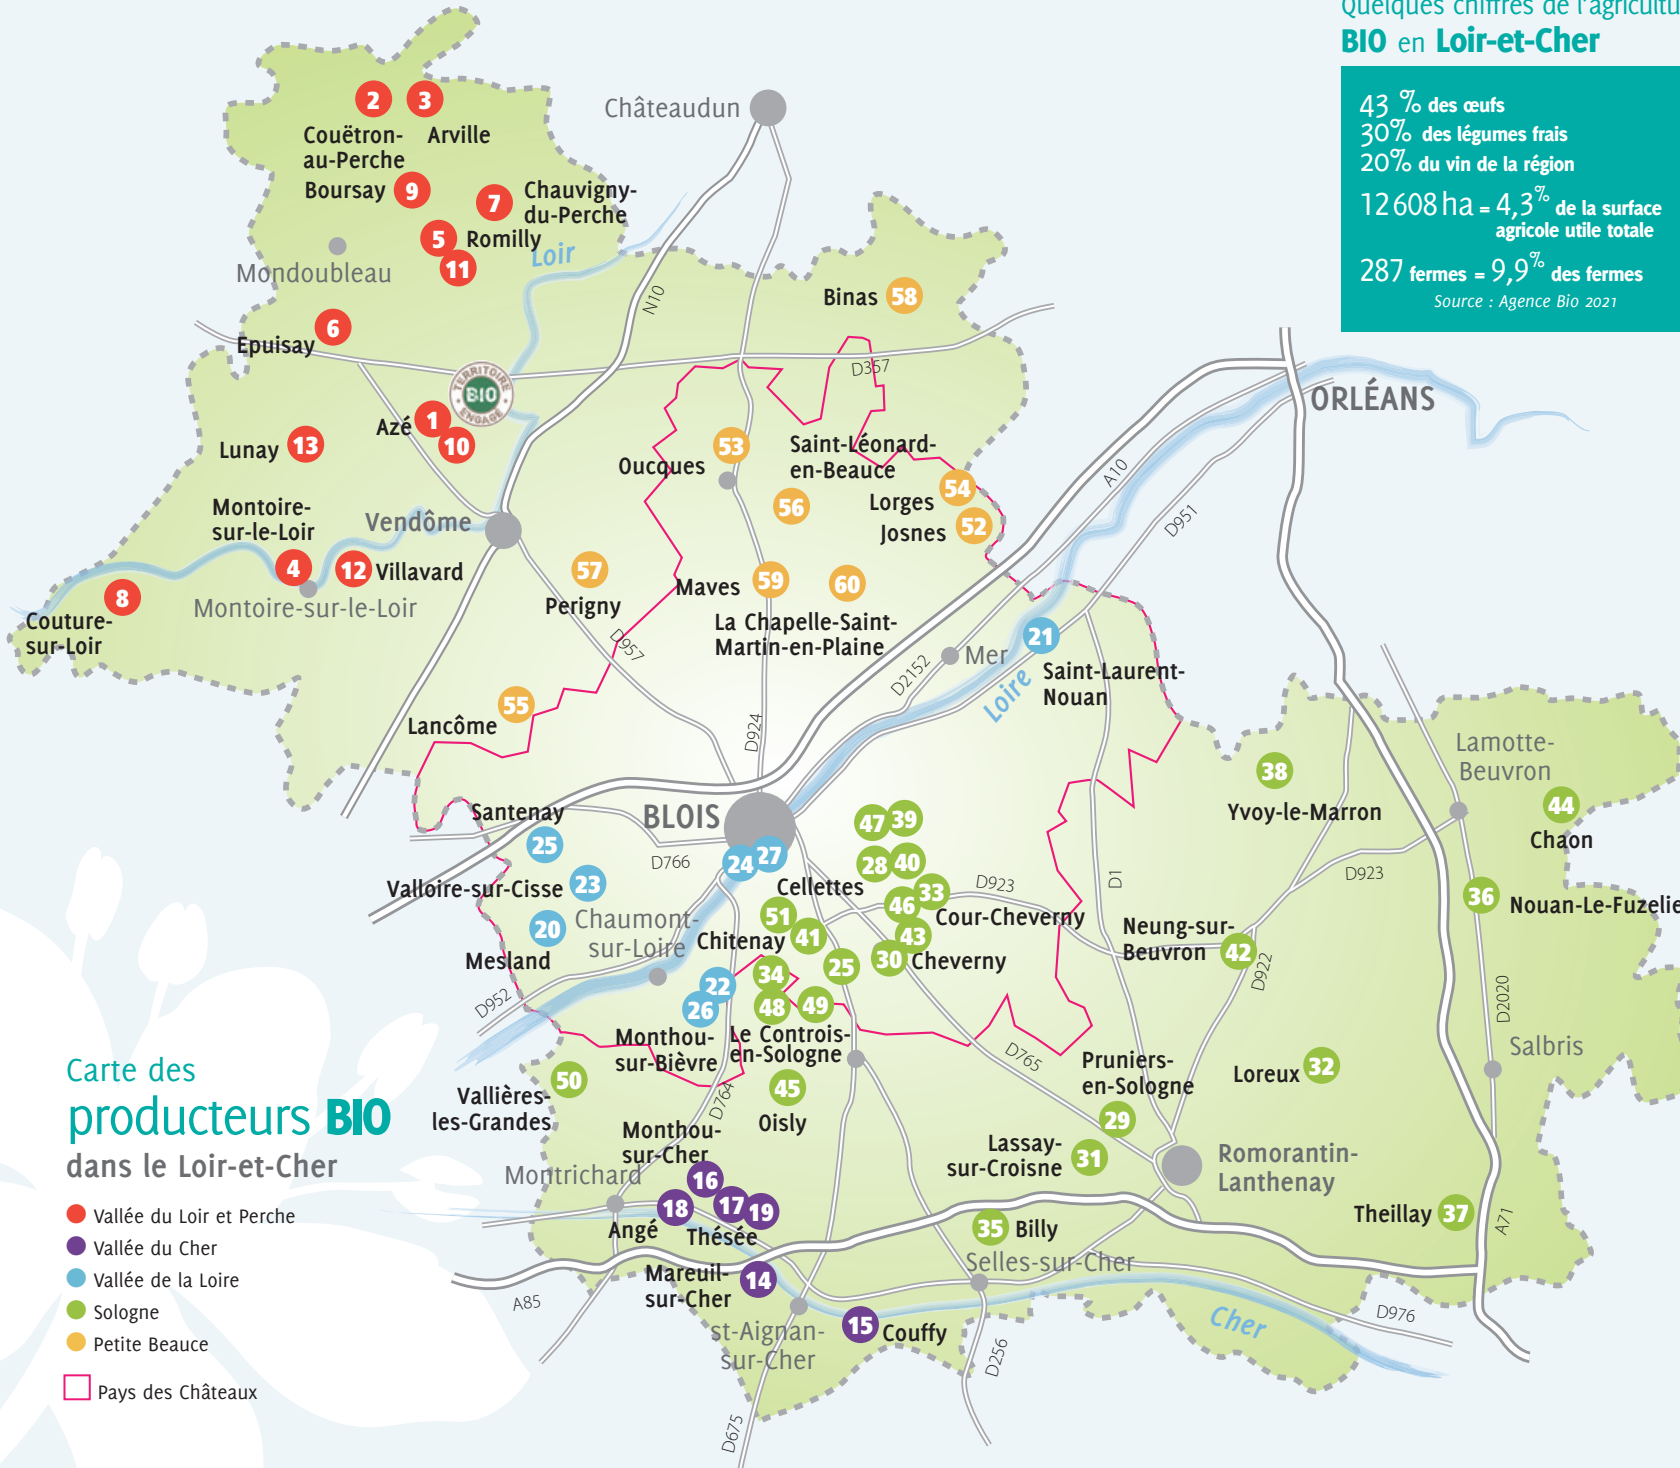 Quelques chiffres de l'agricultu
BIO en Loir-et-Cher
43 % des œufs
30% des légumes frais
20% du vin de la région
12 608 ha = 4,3% de la surface
agricole utile totale
287 fermes = 9,9% des fermes
Source : Agence Bio 2021
2
3
Couëtron-
au-Perche
Arville
Boursay
9
7
Chauvigny-
du-Perche
5
Romilly
11
Loir
Mondoubleau
Châteaudun
N10
6
Epuisay
TERRITOIRE
BIO
ENGAGÉ
Azé
1
10
Lunay
13
Montoire-
sur-le-Loir
4
12
Villavard
Montoire-sur-le-Loir
Vendôme
8
Couture-
sur-Loir
Binas
58
D357
53
Oucques
Saint-Léonard-
en-Beauce
56
54
Lorges
52
Josnes
57
Perigny
Maves
59
60
La Chapelle-Saint-
Martin-en-Plaine
D957
55
Lancôme
D924
D2152
Mer
Loire
21
Saint-Laurent-
Nouan
A10
D951
ORLÉANS
BLOIS
Santenay
25
D766
24
27
Valloire-sur-Cisse
23
20
Mesland
Chaumont-
sur-Loire
D952
22
26
Monthou-
sur-Bièvre
47
39
28
40
Cellettes
33
46
Cour-Cheverny
D923
51
Chitenay
41
43
25
30
Cheverny
34
48
49
Le Controis-
en-Sologne
D1
Neung-sur-
Beuvron
42
D922
38
Yvoy-le-Marron
D923
Lamotte-
Beuvron
44
Chaon
36
Nouan-Le-Fuzelie
D2020
Salbris
50
Vallières-
les-Grandes
45
Oisly
D764
D765
Pruniers-
en-Sologne
29
Lassay-
sur-Croisne
31
Loreux
32
Romorantin-
Lanthenay
Theillay
37
A71
Monthou-
sur-Cher
16
Montrichard
18
17
19
Angé
Thésée
35
Billy
Selles-sur-Cher
Mareuil-
sur-Cher
14
15
Couffy
st-Aignan-
sur-Cher
A85
D675
D256
Cher
D976
Carte des
producteurs BIO
dans le Loir-et-Cher
Vallée du Loir et Perche
Vallée du Cher
Vallée de la Loire
Sologne
Petite Beauce
Pays des Châteaux